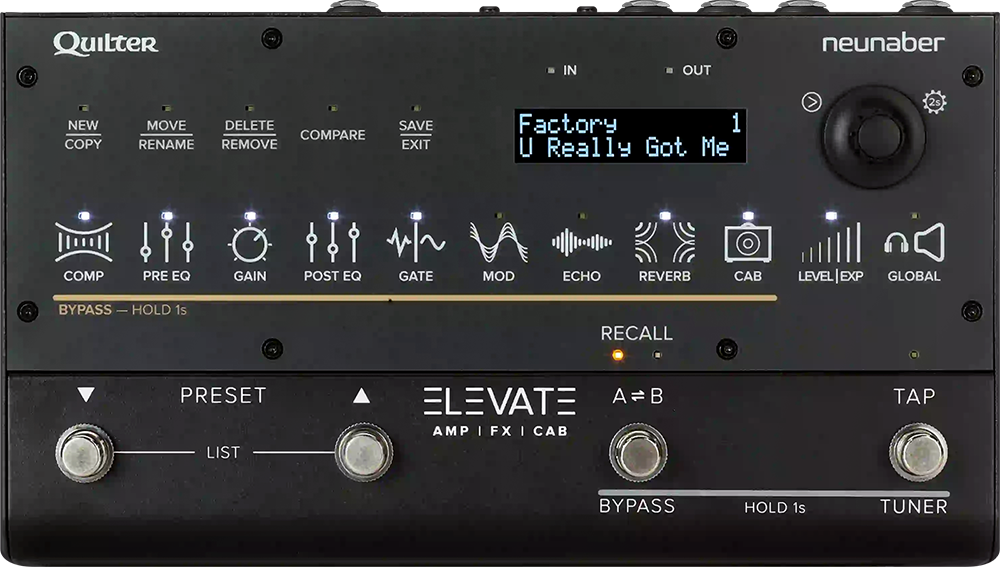 Quilter
neunaber
IN
OUT
NEW
COPY
MOVE
RENAME
DELETE
REMOVE
COMPARE
SAVE
EXIT
Factory 1
U Really Got Me
2s
COMP
PRE EQ
GAIN
POST EQ
GATE
MOD
ECHO
REVERB
CAB
LEVEL|EXP
GLOBAL
BYPASS — HOLD 1s
RECALL
▼ PRESET ▲
ELEVATE
AMP | FX | CAB
A⇌B
TAP
LIST
BYPASS HOLD 1s TUNER